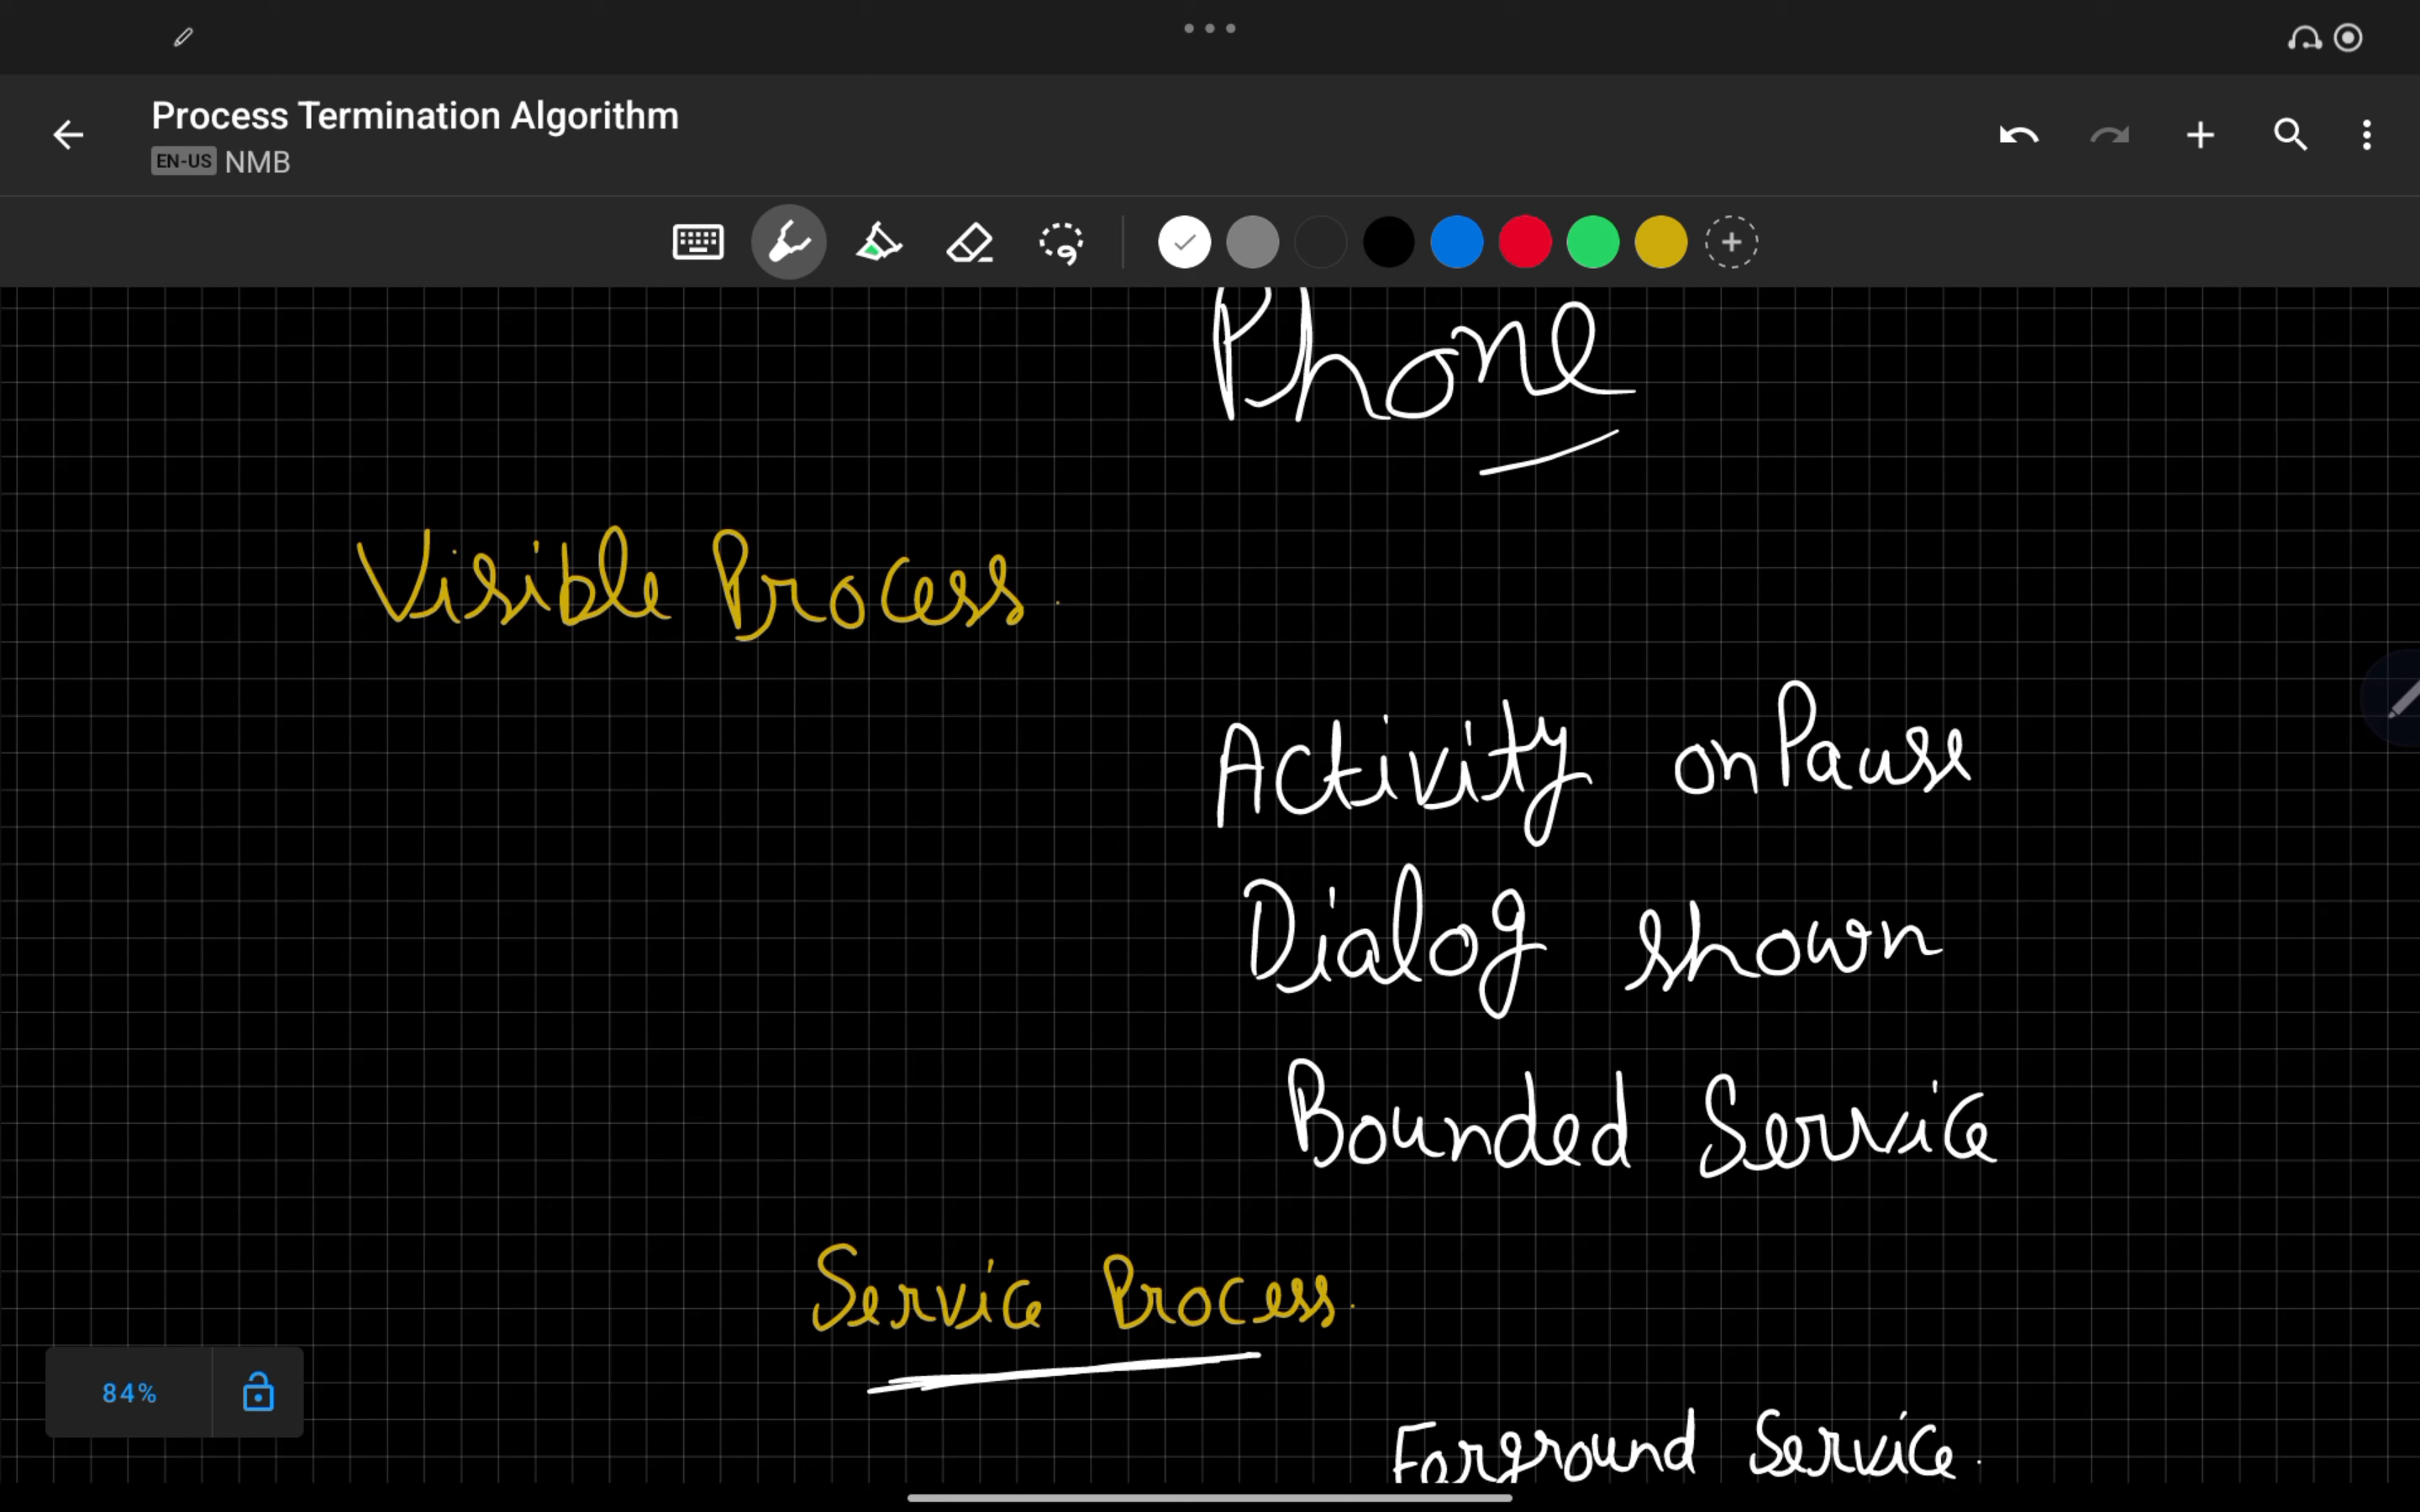 Process Termination Algorithm
EN-US NMB
Phone
Visible Process.
Activity onPause
Dialog shown
Bounded Service
Service Process.
84%
Forground Service.